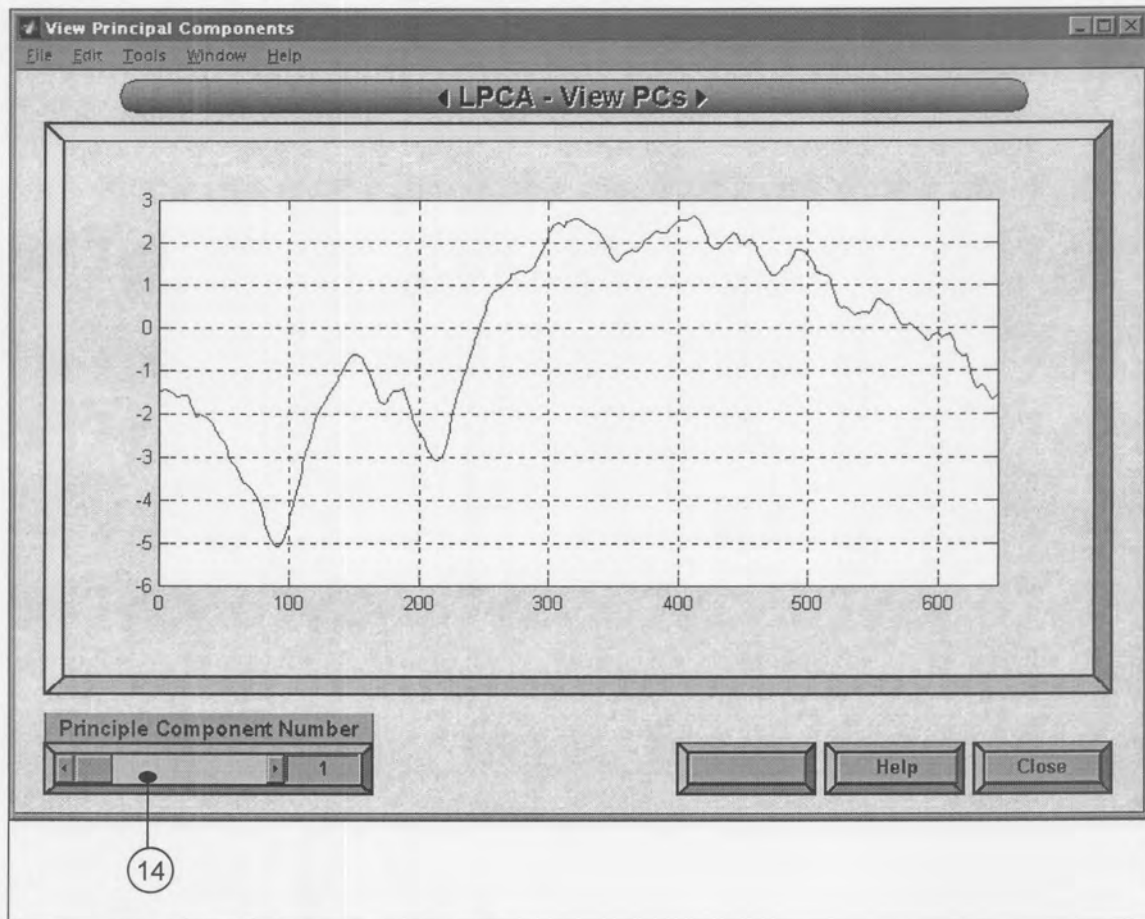 View Principal Components
File Edit Tools Window Help
LPCA - View PCs
3
2
1
0
-1
-2
-3
-4
-5
-6
0 100 200 300 400 500 600
Principle Component Number
1
Help Close
14